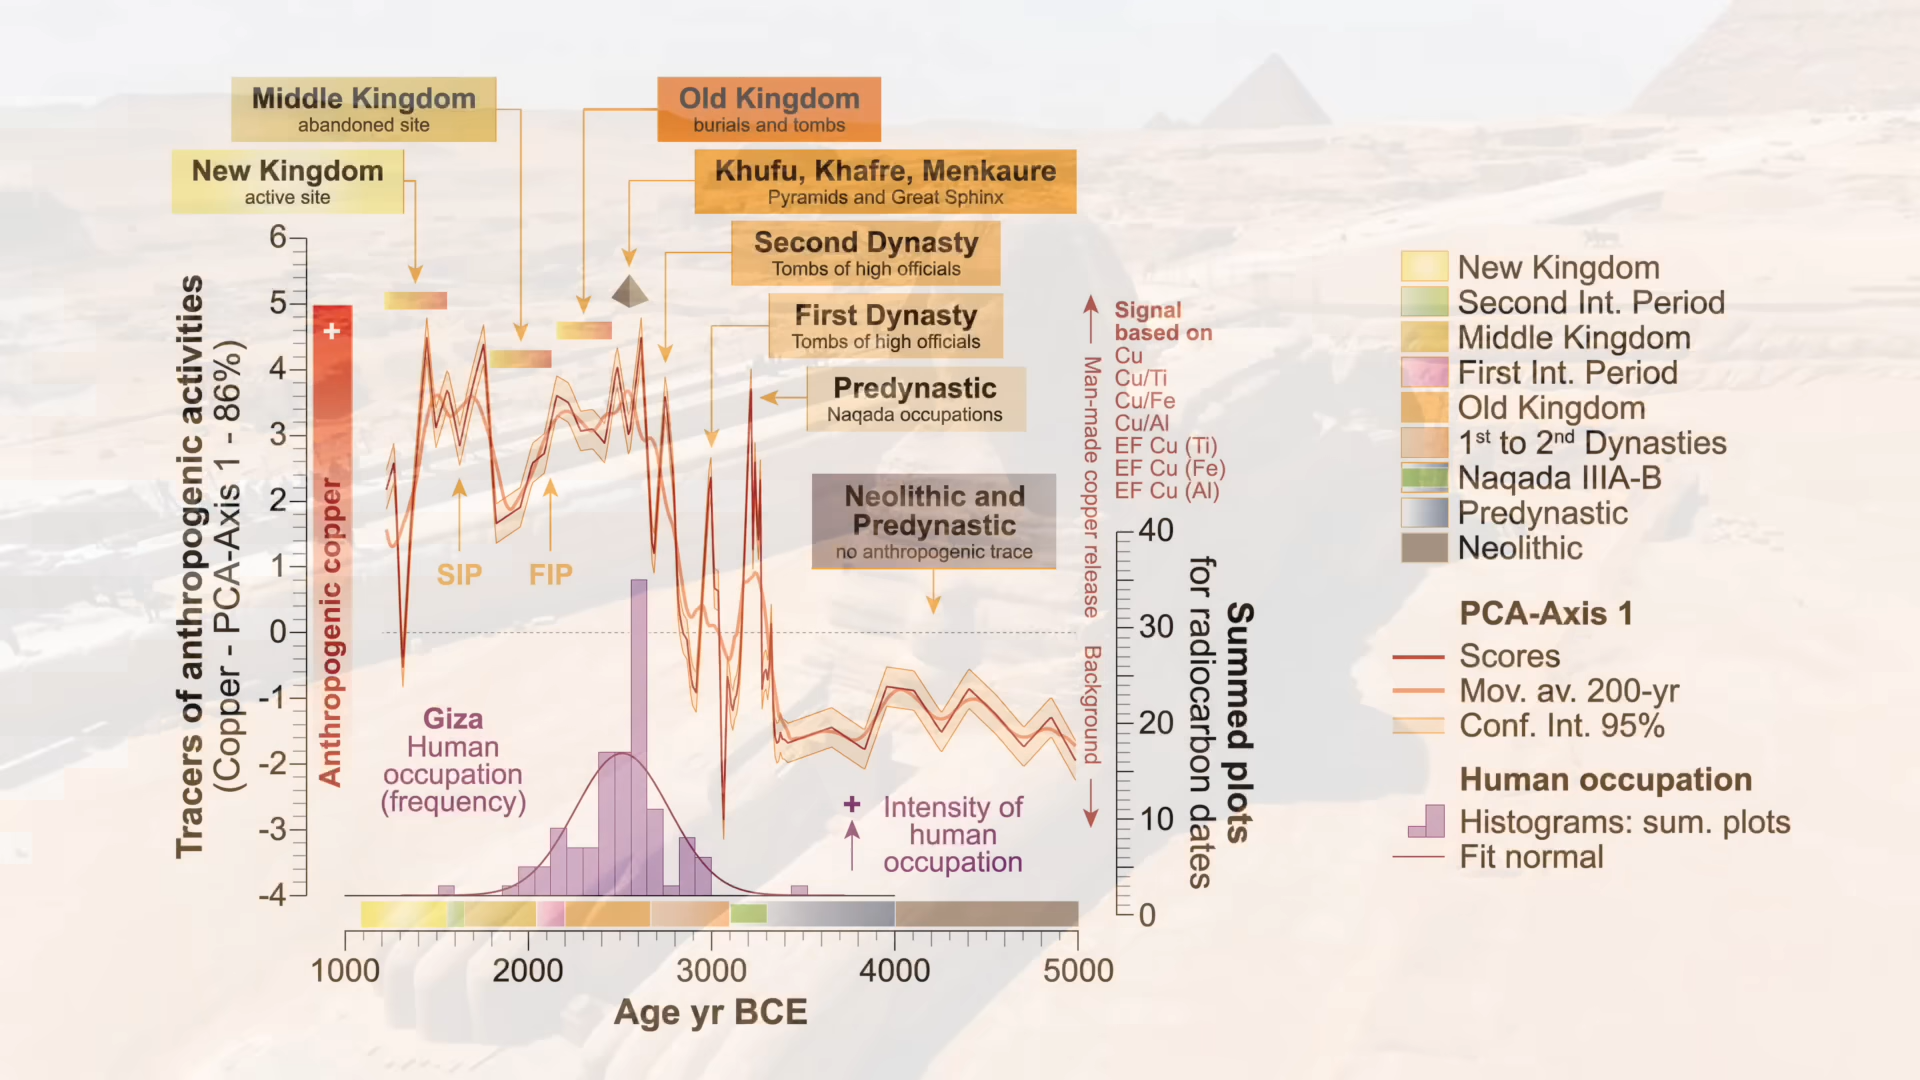 Middle Kingdom
abandoned site
Old Kingdom
burials and tombs
New Kingdom
active site
Khufu, Khafre, Menkaure
Pyramids and Great Sphinx
Second Dynasty
Tombs of high officials
First Dynasty
Tombs of high officials
Predynastic
Naqada occupations
Neolithic and
Predynastic
no anthropogenic trace
Tracers of anthropogenic activities
(Copper - PCA-Axis 1 - 86%)
6
5
4
3
2
1
0
-1
-2
-3
-4
+
Anthropogenic copper
SIP
FIP
Giza
Human
occupation
(frequency)
+
Intensity of
human
occupation
Signal
based on
Cu
Cu/Ti
Cu/Fe
Cu/Al
EF Cu (Ti)
EF Cu (Fe)
EF Cu (Al)
Man-made copper release
Background
40
30
20
10
0
Summed plots
for radiocarbon dates
1000
2000
3000
4000
5000
Age yr BCE
New Kingdom
Second Int. Period
Middle Kingdom
First Int. Period
Old Kingdom
1st to 2nd Dynasties
Naqada IIIA-B
Predynastic
Neolithic
PCA-Axis 1
Scores
Mov. av. 200-yr
Conf. Int. 95%
Human occupation
Histograms: sum. plots
Fit normal